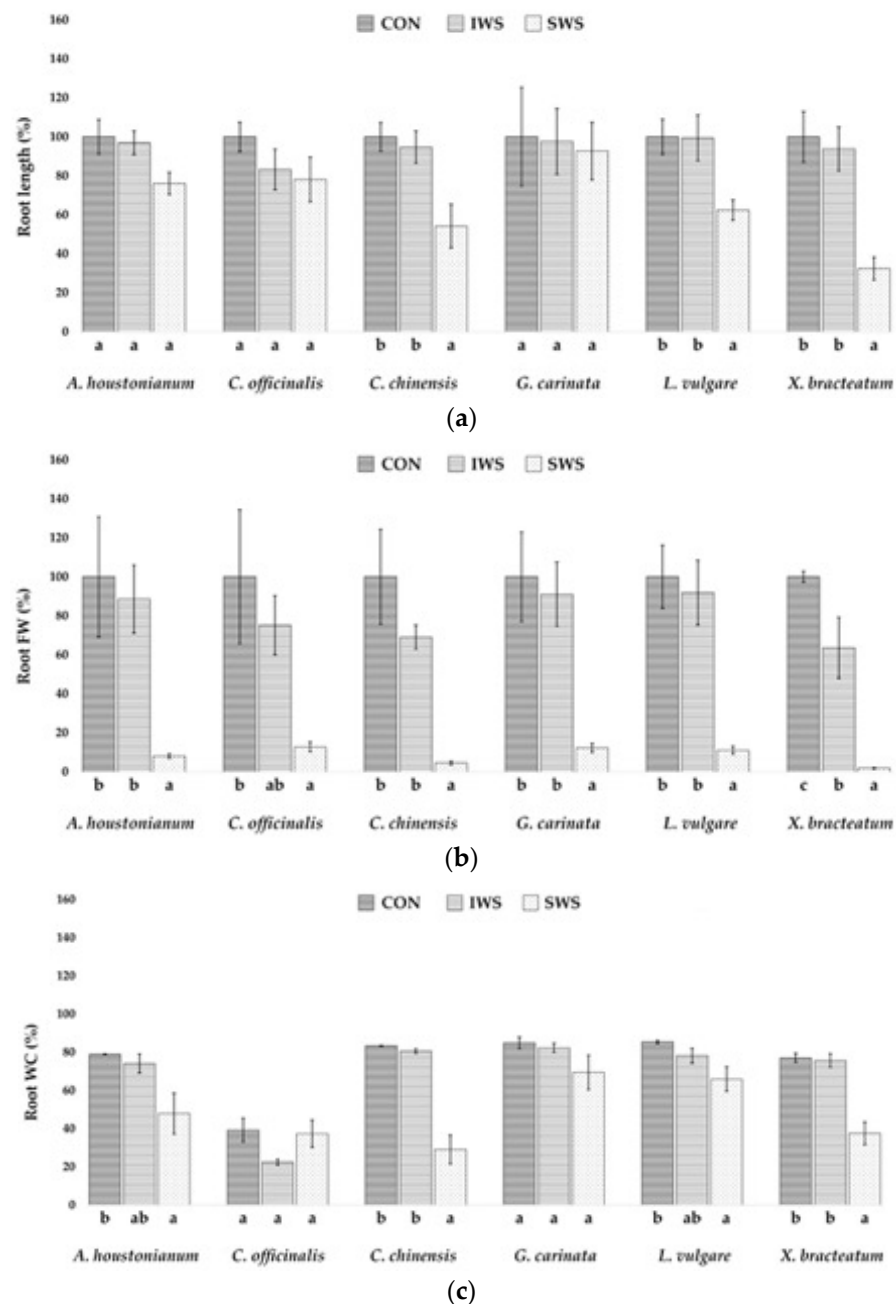 160
CON IWS SWS
140
120
100
80
60
40
20
0
Root length (%)
a a a a a a b b a a a a b b a b b a
A. houstonianum C. officinalis C. chinensis G. carinata L. vulgare X. bracteatum
(a)
160
CON IWS SWS
140
120
100
80
60
40
20
0
Root FW (%)
b b a b ab a b b a b b a b b a c b a
A. houstonianum C. officinalis C. chinensis G. carinata L. vulgare X. bracteatum
(b)
160
CON IWS SWS
140
120
100
80
60
40
20
0
Root WC (%)
b ab a a a a b b a a a a b ab a b b a
A. houstonianum C. officinalis C. chinensis G. carinata L. vulgare X. bracteatum
(c)